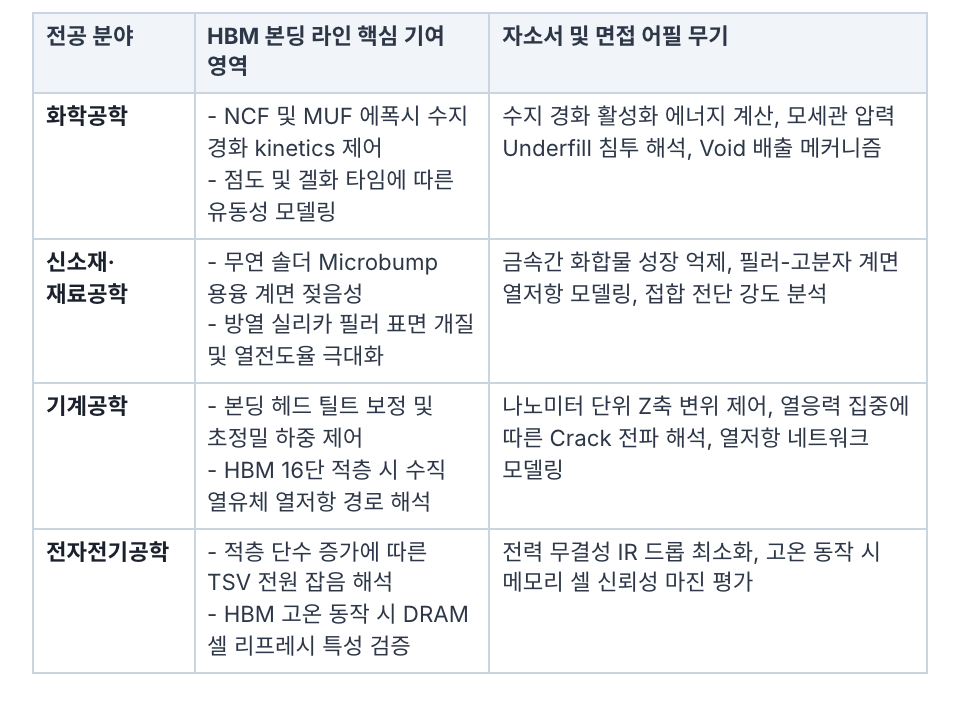 전공 분야
HBM 본딩 라인 핵심 기여
영역
자소서 및 면접 어필 무기
화학공학
- NCF 및 MUF 에폭시 수지
경화 kinetics 제어
- 점도 및 겔화 타임에 따른
유동성 모델링
수지 경화 활성화 에너지 계산, 모세관 압력
Underfill 침투 해석, Void 배출 메커니즘
신소재·
재료공학
- 무연 솔더 Microbump
용융 계면 젖음성
- 방열 실리카 필러 표면 개질
및 열전도율 극대화
금속간 화합물 성장 억제, 필러-고분자 계면
열저항 모델링, 접합 전단 강도 분석
기계공학
- 본딩 헤드 틸트 보정 및
초정밀 하중 제어
- HBM 16단 적층 시 수직
열유체 열저항 경로 해석
나노미터 단위 Z축 변위 제어, 열응력 집중에
따른 Crack 전파 해석, 열저항 네트워크
모델링
전자전기공학
- 적층 단수 증가에 따른
TSV 전원 잡음 해석
- HBM 고온 동작 시 DRAM
셀 리프레시 특성 검증
전력 무결성 IR 드롭 최소화, 고온 동작 시
메모리 셀 신뢰성 마진 평가